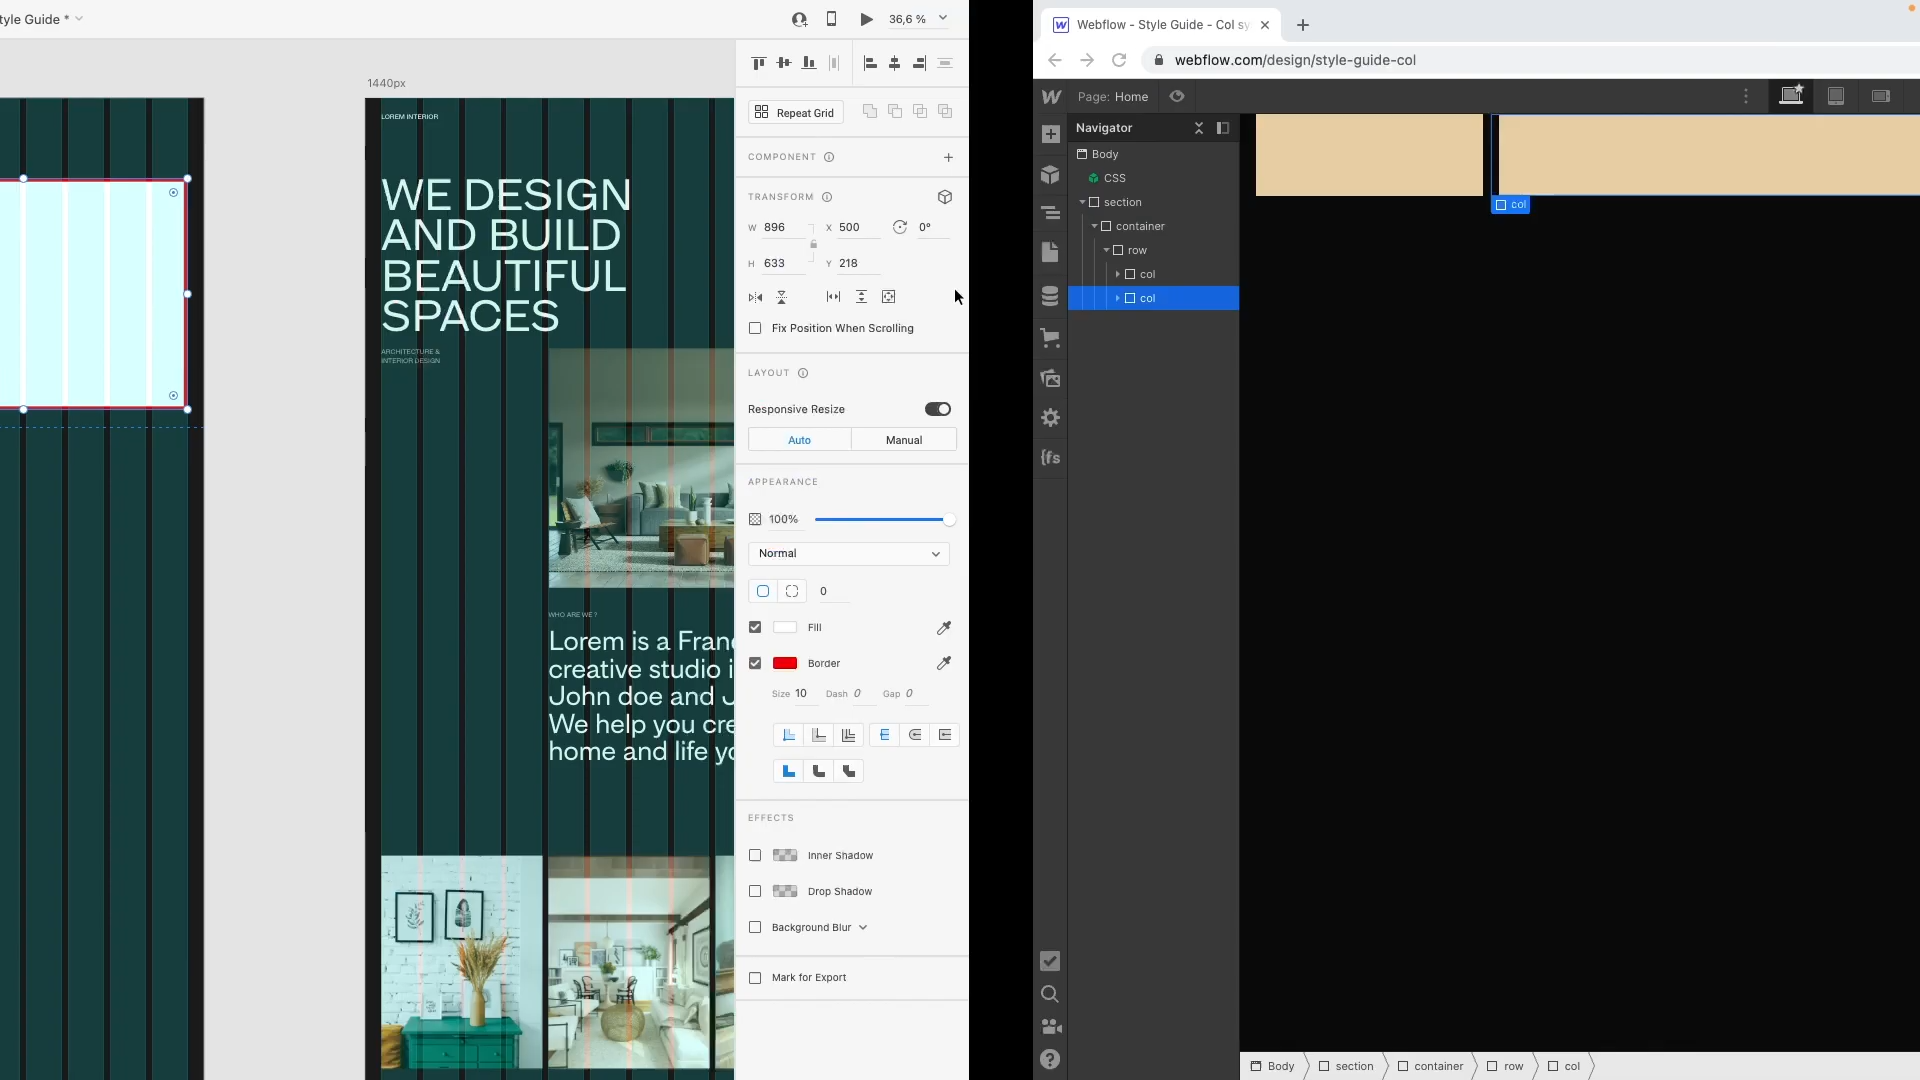 tyle Guide *
36,6 %
1440px
LOREM INTERIOR
WE DESIGN
AND BUILD
BEAUTIFUL
SPACES
ARCHITECTURE &
INTERIOR DESIGN
WHO ARE WE ?
Lorem is a Fran
creative studio i
John doe and J
We help you cre
home and life yo
Repeat Grid
COMPONENT
TRANSFORM
W 896 X 500 0°
H 633 Y 218
Fix Position When Scrolling
LAYOUT
Responsive Resize
Auto Manual
APPEARANCE
100%
Normal
0
Fill
Border
Size 10 Dash 0 Gap 0
EFFECTS
Inner Shadow
Drop Shadow
Background Blur
Mark for Export
Webflow - Style Guide - Col sy
webflow.com/design/style-guide-col
W Page: Home
Navigator
Body
CSS
section
container
row
col
col
{fs
col
Body section container row col